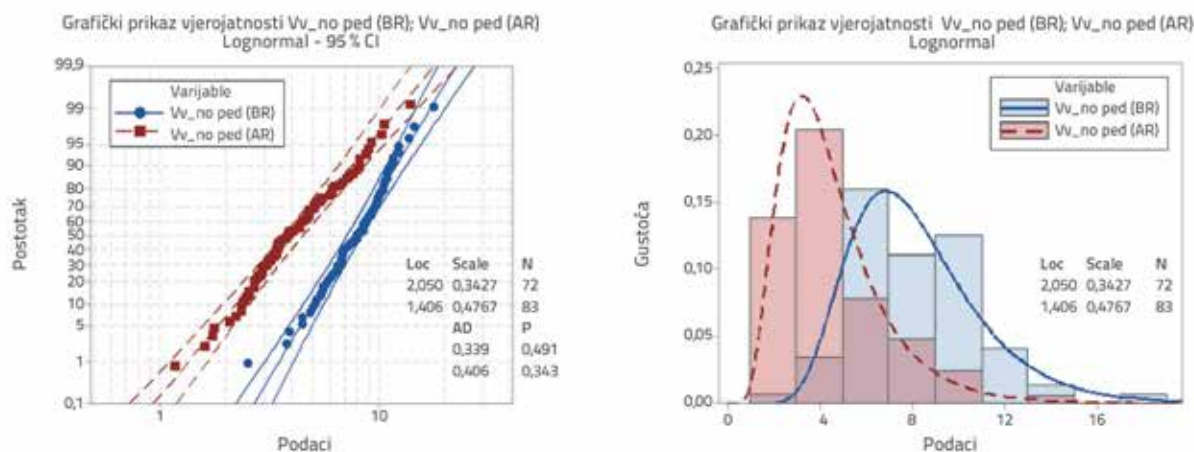 Grafički prikaz vjerojatnosti Vv_no ped (BR); Vv_no ped (AR)
Lognormal - 95 % CI
99,9
99
95
90
80
70
60
50
40
30
20
10
5
1
0,1
Postotak
Varijable
Vv_no ped (BR)
Vv_no ped (AR)
Loc Scale N
2,050 0,3427 72
1,406 0,4767 83
AD P
0,339 0,491
0,406 0,343
1 10
Podaci
Grafički prikaz vjerojatnosti Vv_no ped (BR); Vv_no ped (AR)
Lognormal
0,25
0,20
0,15
0,10
0,05
0,00
Gustoča
Varijable
Vv_no ped (BR)
Vv_no ped (AR)
Loc Scale N
2,050 0,3427 72
1,406 0,4767 83
0 4 8 12 16
Podaci